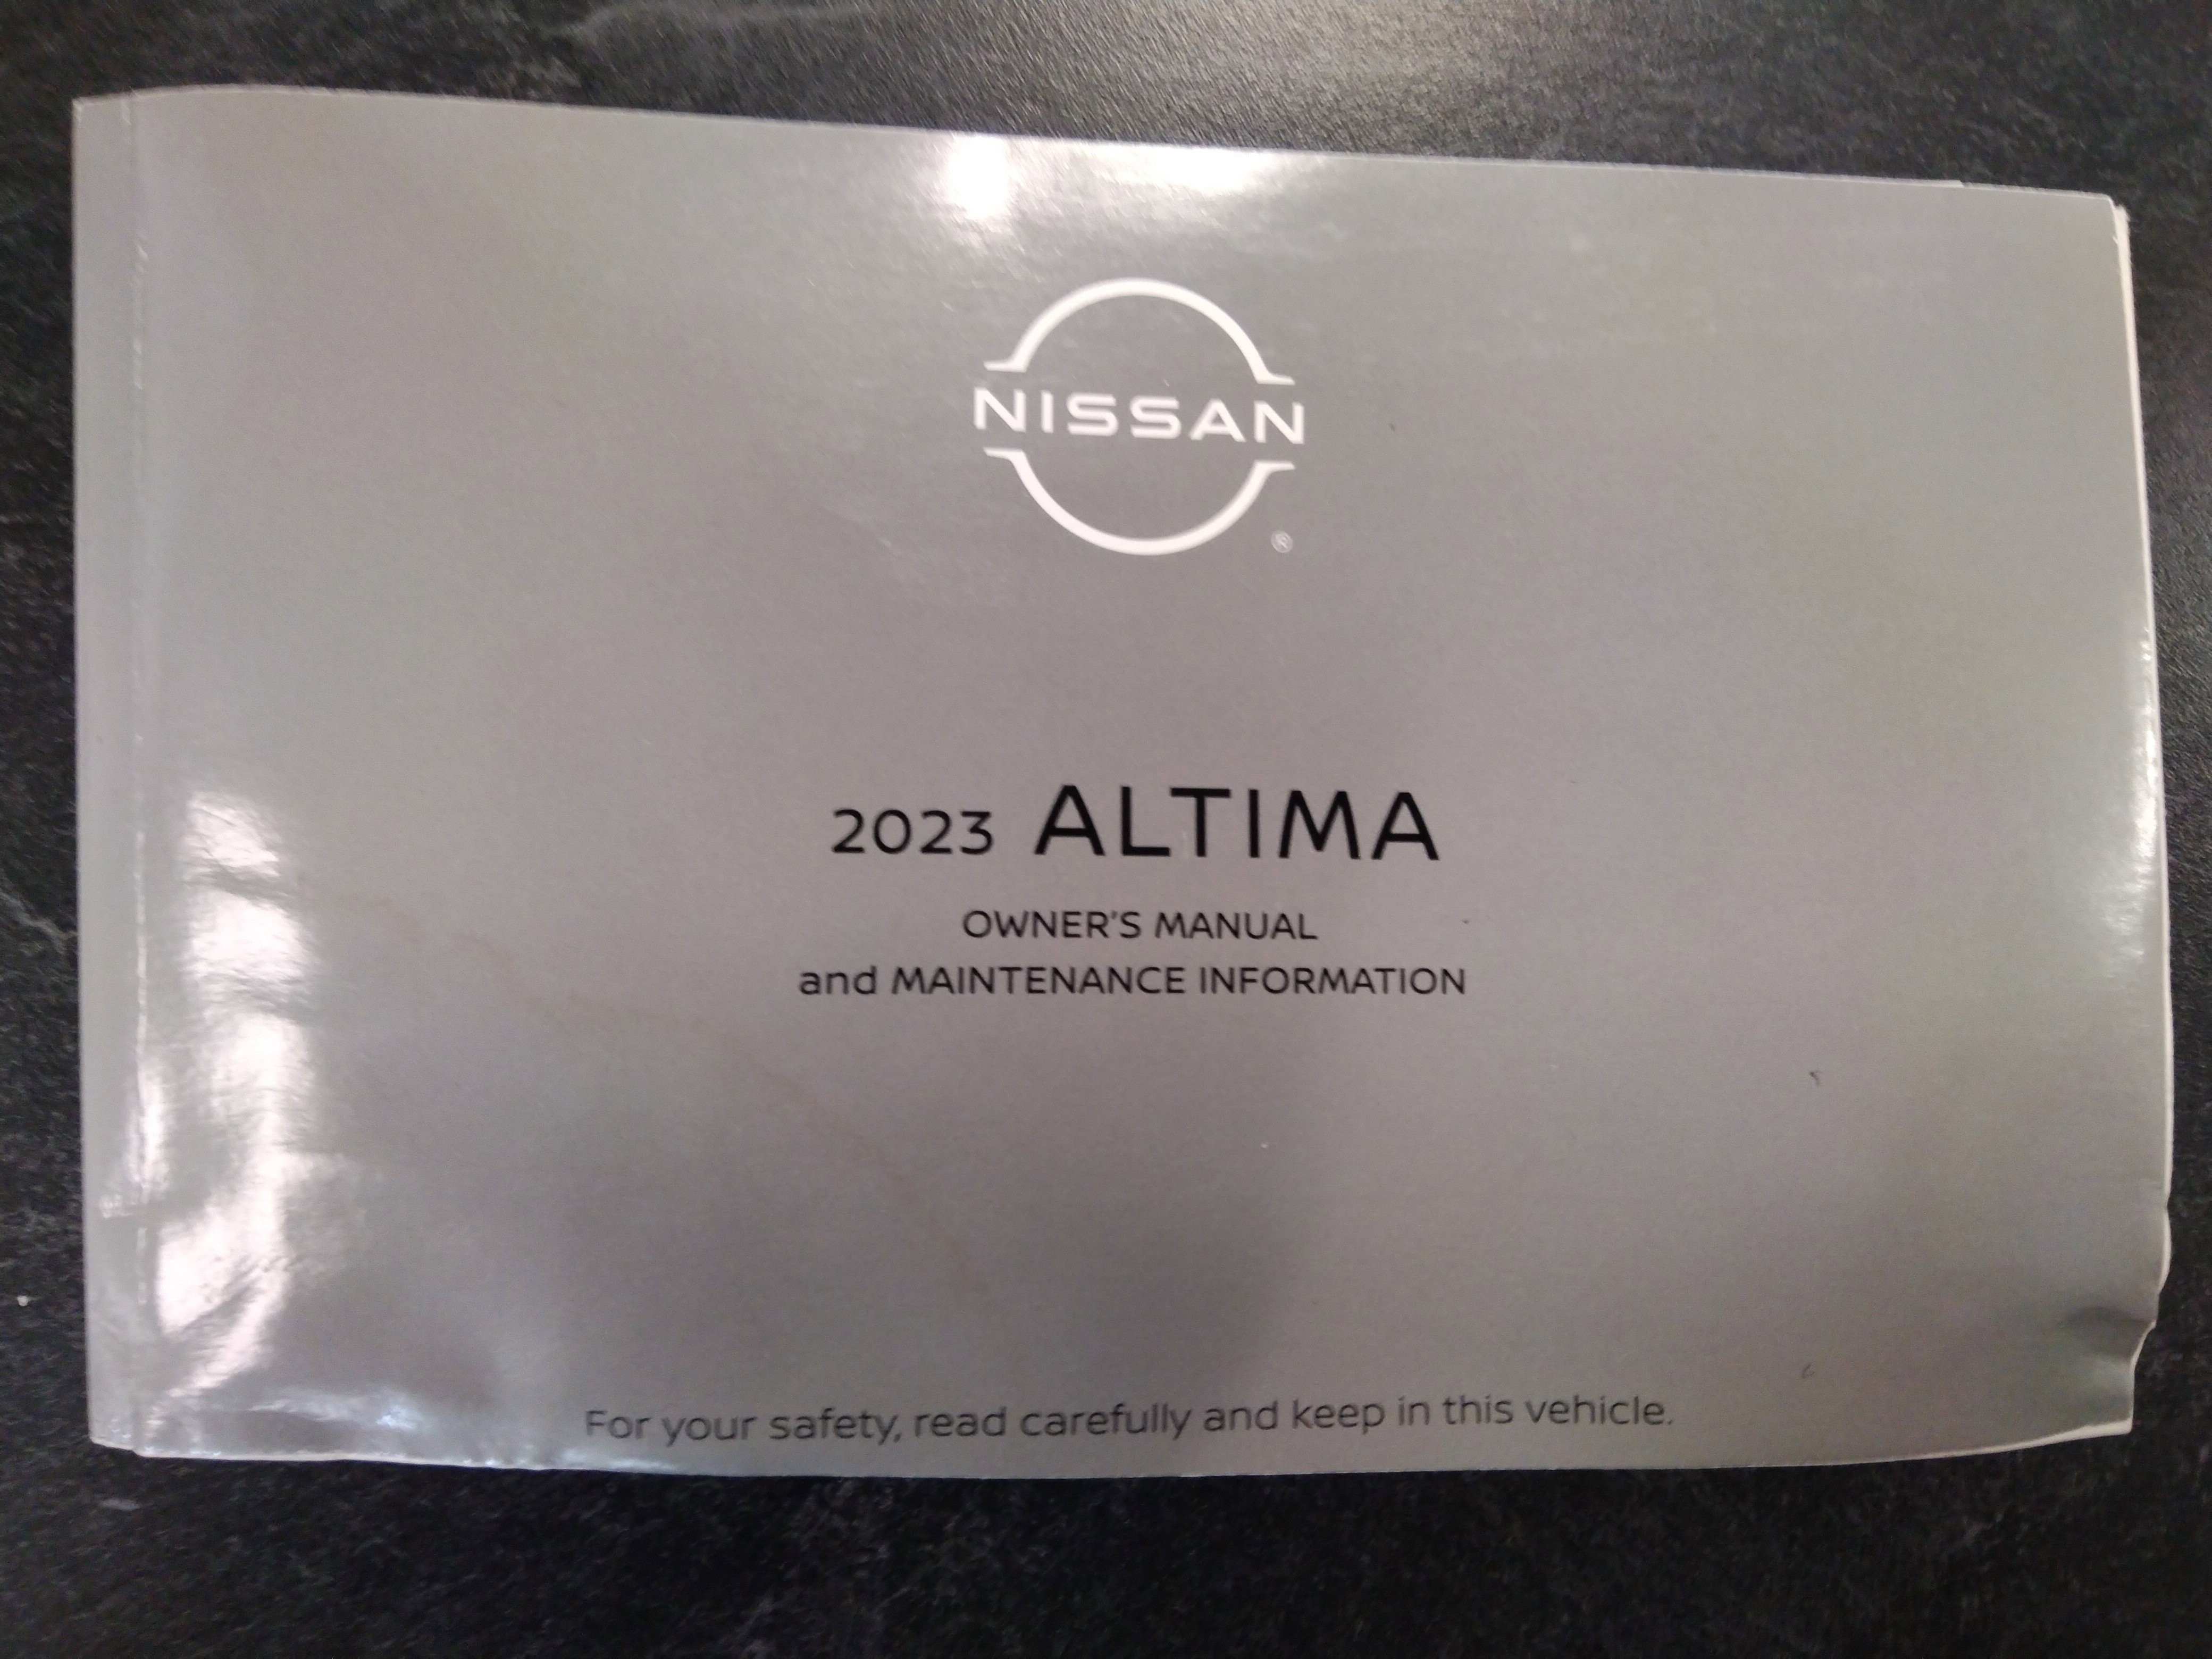 NISSAN
®
2023 ALTIMA
OWNER'S MANUAL
and MAINTENANCE INFORMATION
For your safety, read carefully and keep in this vehicle.